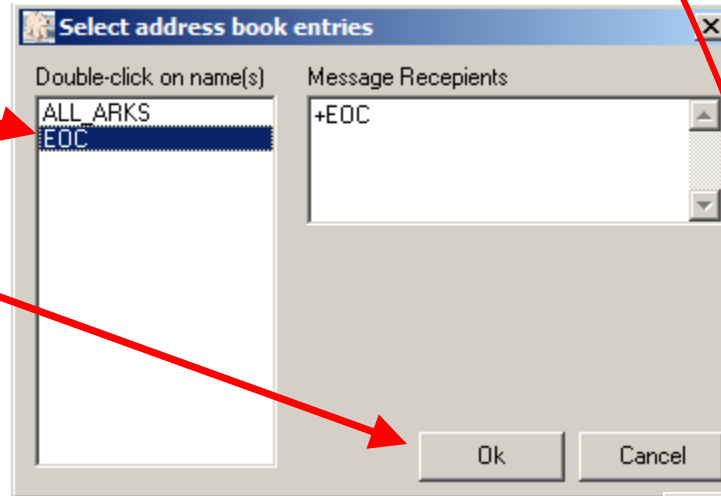 Select address book entries
Double-click on name(s)
Message Recepients
ALL_ARKS
EOC
+EOC
Ok
Cancel